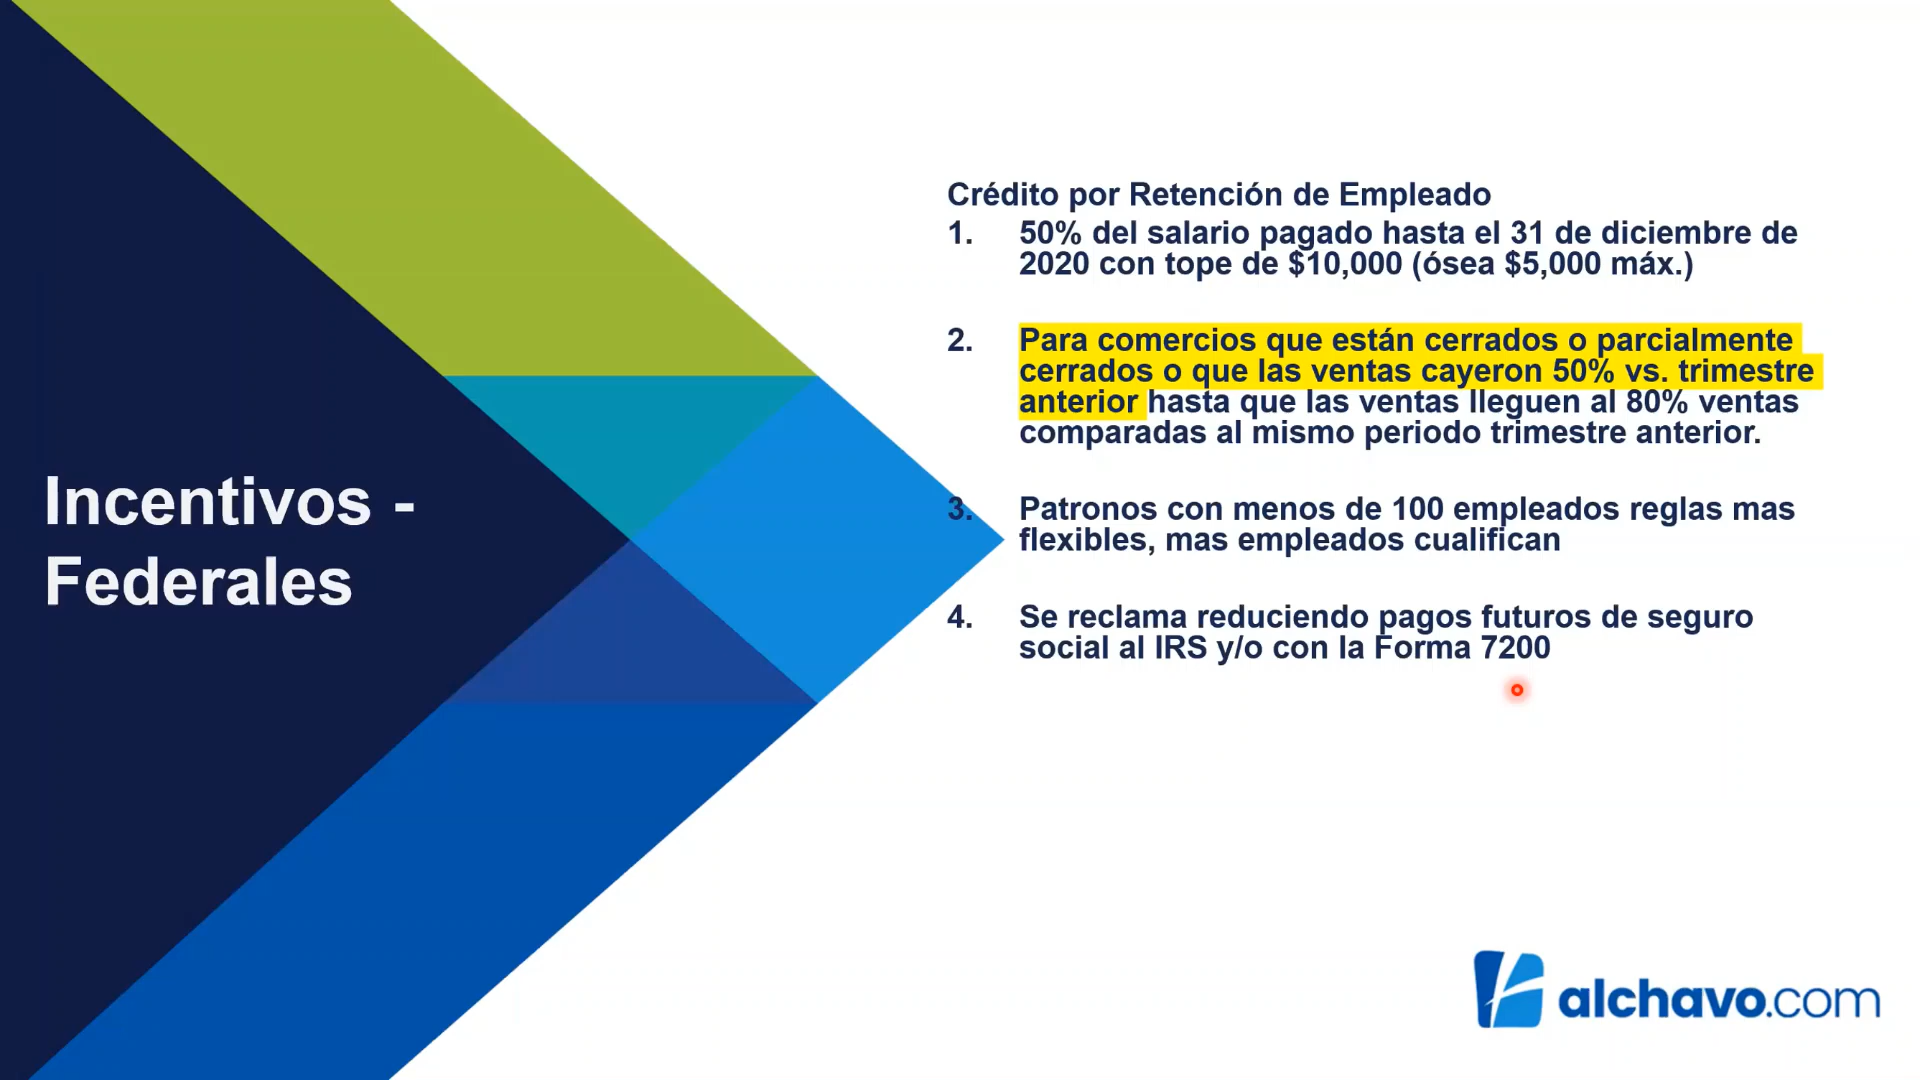 Incentivos -
Federales
Crédito por Retención de Empleado
1. 50% del salario pagado hasta el 31 de diciembre de
2020 con tope de $10,000 (ósea $5,000 máx.)
2. Para comercios que están cerrados o parcialmente
cerrados o que las ventas cayeron 50% vs. trimestre
anterior hasta que las ventas lleguen al 80% ventas
comparadas al mismo periodo trimestre anterior.
3. Patronos con menos de 100 empleados reglas mas
flexibles, mas empleados cualifican
4. Se reclama reduciendo pagos futuros de seguro
social al IRS y/o con la Forma 7200
alchavo.com